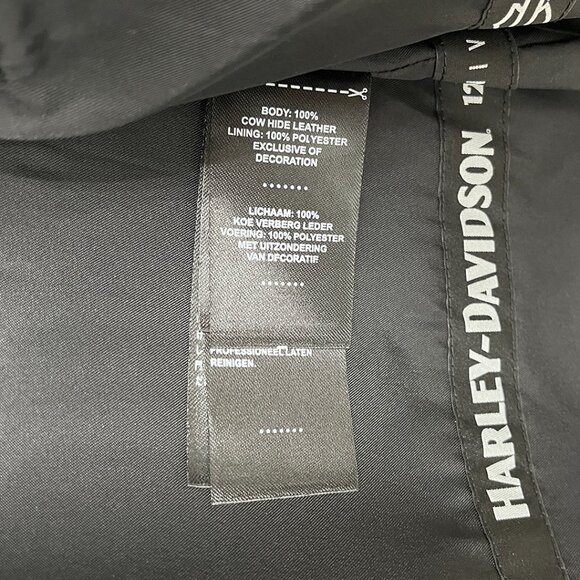 BODY: 100%
COW HIDE LEATHER
LINING: 100% POLYESTER
EXCLUSIVE OF
DECORATION
LICHAAM: 100%
KOE VERBERG LEDER
VOERING: 100% POLYESTER
MET UITZONDERING
VAN DFCORATIF
PROFESSIONEEL LATEN
REINIGEN.
HARLEY-DAVIDSON